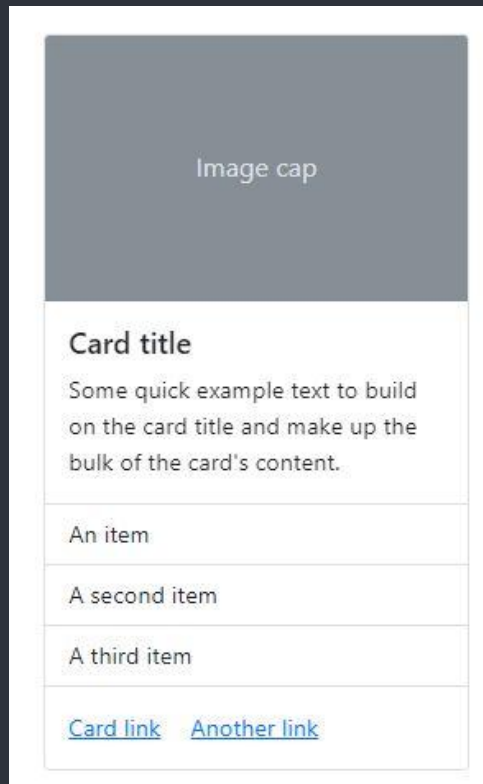 Image cap
Card title
Some quick example text to build
on the card title and make up the
bulk of the card's content.
An item
A second item
A third item
Card link Another link